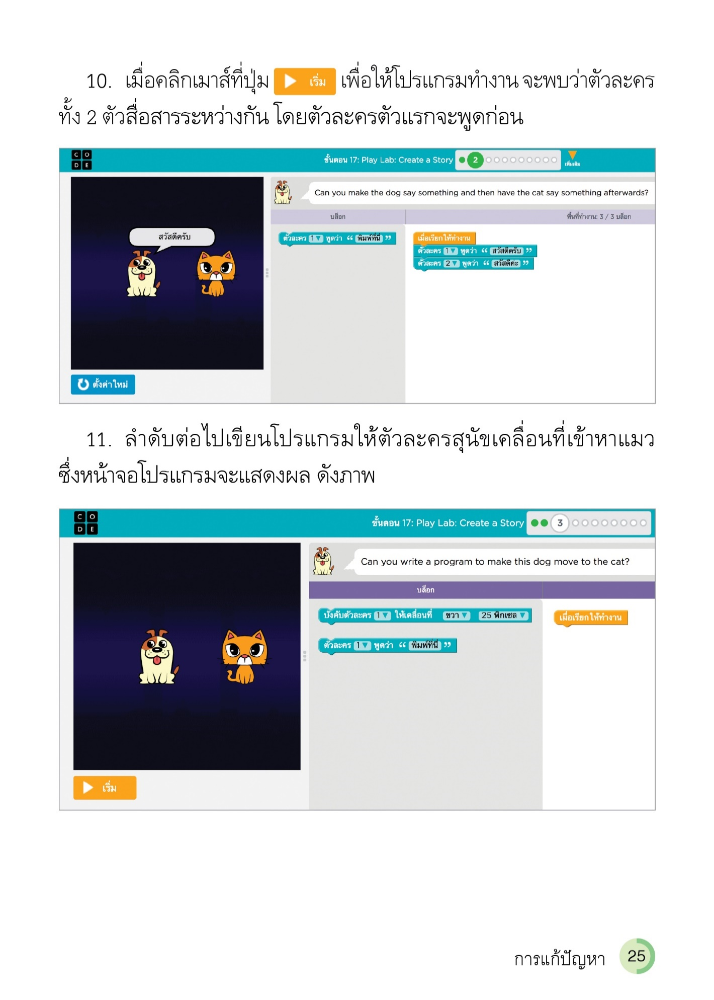 10. เมื่อคลิกเมาส์ที่ปุ่ม เริ่ม เพื่อให้โปรแกรมทำงาน จะพบว่าตัวละคร
ทั้ง 2 ตัวสื่อสารระหว่างกัน โดยตัวละครตัวแรกจะพูดก่อน
C O
D E
ขั้นตอน 17: Play Lab: Create a Story 2
เพิ่มเติม
Can you make the dog say something and then have the cat say something afterwards?
บล็อก
พื้นที่ทำงาน: 3 / 3 บล็อก
สวัสดีครับ
ตัวละคร 1 พูดว่า “ พิมพ์ที่นี่ ”
เมื่อเรียกให้ทำงาน
ตัวละคร 1 พูดว่า “ สวัสดีครับ ”
ตัวละคร 2 พูดว่า “ สวัสดีค่ะ ”
ตั้งค่าใหม่
11. ลำดับต่อไปเขียนโปรแกรมให้ตัวละครสุนัขเคลื่อนที่เข้าหาแมว
ซึ่งหน้าจอโปรแกรมจะแสดงผล ดังภาพ
C O
D E
ขั้นตอน 17: Play Lab: Create a Story 3
Can you write a program to make this dog move to the cat?
บล็อก
บังคับตัวละคร 1 ให้เคลื่อนที่ ขวา 25 พิกเซล
เมื่อเรียกให้ทำงาน
ตัวละคร 1 พูดว่า “ พิมพ์ที่นี่ ”
เริ่ม
การแก้ปัญหา 25